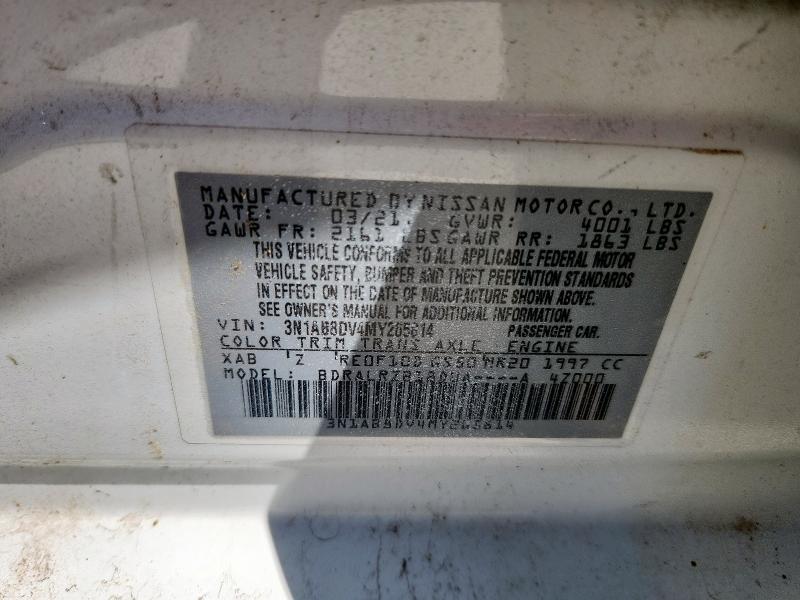 MANUFACTURED BY NISSAN MOTOR CO., LTD.
DATE: 03/21 GVWR: 4001 LBS
GAWR FR: 2161 LBS GAWR RR: 1863 LBS
THIS VEHICLE CONFORMS TO ALL APPLICABLE FEDERAL MOTOR
VEHICLE SAFETY, BUMPER AND THEFT PREVENTION STANDARDS
IN EFFECT ON THE DATE OF MANUFACTURE SHOWN ABOVE.
SEE OWNER'S MANUAL FOR ADDITIONAL INFORMATION.
VIN: 3N1AB8DV4MY265814 PASSENGER CAR.
COLOR TRIM TRANS AXLE ENGINE
XAB 'Z MR20 1997 CC
MODEL:
3N1AB8DV4MY265814